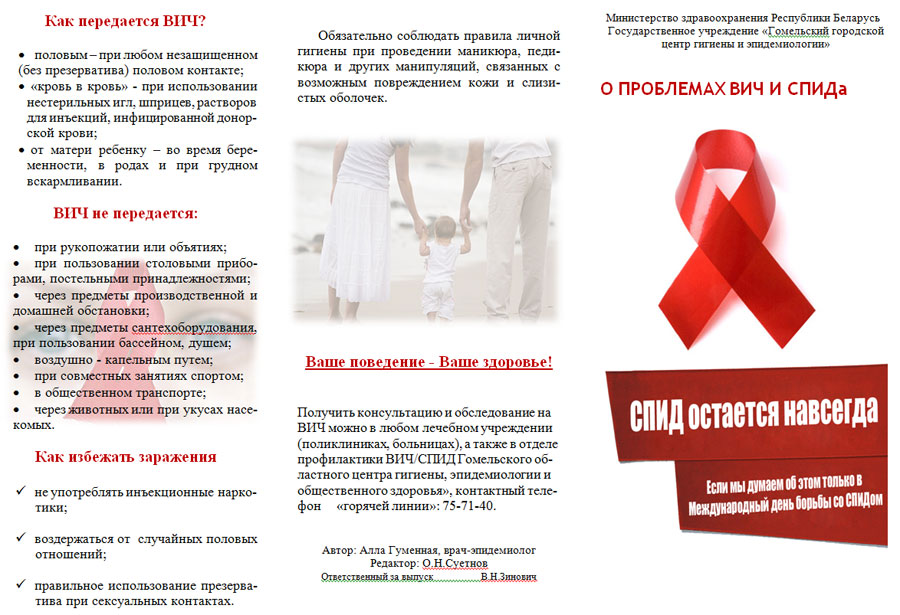 Как передается ВИЧ?
• половым – при любом незащищенном
(без презерватива) половом контакте;
• «кровь в кровь» - при использовании
нестерильных игл, шприцев, растворов
для инъекций, инфицированной донор-
ской крови;
• от матери ребенку – во время бере-
менности, в родах и при грудном
вскармливании.
ВИЧ не передается:
• при рукопожатии или объятиях;
• при пользовании столовыми прибо-
рами, постельными принадлежностями;
• через предметы производственной и
домашней обстановки;
• через предметы сантехоборудования,
при пользовании бассейном, душем;
• воздушно - капельным путем;
• при совместных занятиях спортом;
• в общественном транспорте;
• через животных или при укусах насе-
комых.
Как избежать заражения
✓ не употреблять инъекционные нарко-
тики;
✓ воздержаться от случайных половых
отношений;
✓ правильное использование презерва-
тива при сексуальных контактах.
Обязательно соблюдать правила личной
гигиены при проведении маникюра, педи-
кюра и других манипуляций, связанных с
возможным повреждением кожи и слизи-
стых оболочек.
Ваше поведение - Ваше здоровье!
Получить консультацию и обследование на
ВИЧ можно в любом лечебном учреждении
(поликлиниках, больницах), а также в отделе
профилактики ВИЧ/СПИД Гомельского об-
ластного центра гигиены, эпидемиологии и
общественного здоровья», контактный теле-
фон «горячей линии»: 75-71-40.
Автор: Алла Гуменная, врач-эпидемиолог
Редактор: О.Н.Суетнов
Ответственный за выпуск В.Н.Зинович
Министерство здравоохранения Республики Беларусь
Государственное учреждение «Гомельский городской
центр гигиены и эпидемиологии»
О ПРОБЛЕМАХ ВИЧ И СПИДа
СПИД остается навсегда
Если мы думаем об этом только в
Международный день борьбы со СПИДом